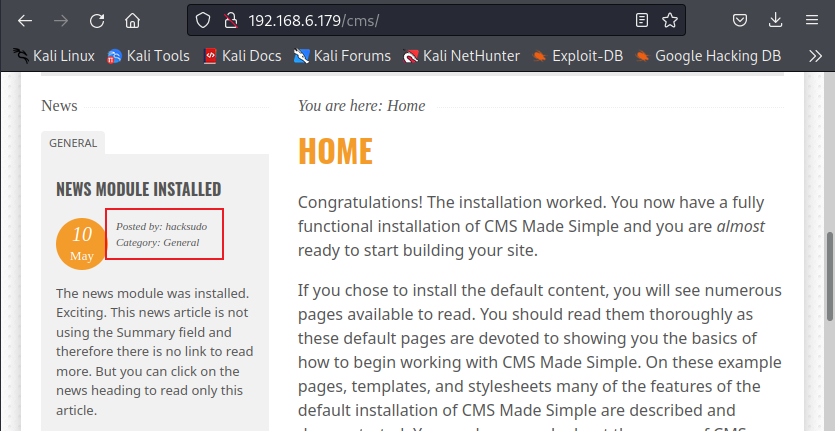 192.168.6.179/cms/
Kali Linux Kali Tools Kali Docs Kali Forums Kali NetHunter Exploit-DB Google Hacking DB
News
GENERAL
NEWS MODULE INSTALLED
10
May
Posted by: hacksudo
Category: General
The news module was installed.
Exciting. This news article is not
using the Summary field and
therefore there is no link to read
more. But you can click on the
news heading to read only this
article.
You are here: Home
HOME
Congratulations! The installation worked. You now have a fully
functional installation of CMS Made Simple and you are almost
ready to start building your site.
If you chose to install the default content, you will see numerous
pages available to read. You should read them thoroughly as
these default pages are devoted to showing you the basics of
how to begin working with CMS Made Simple. On these example
pages, templates, and stylesheets many of the features of the
default installation of CMS Made Simple are described and